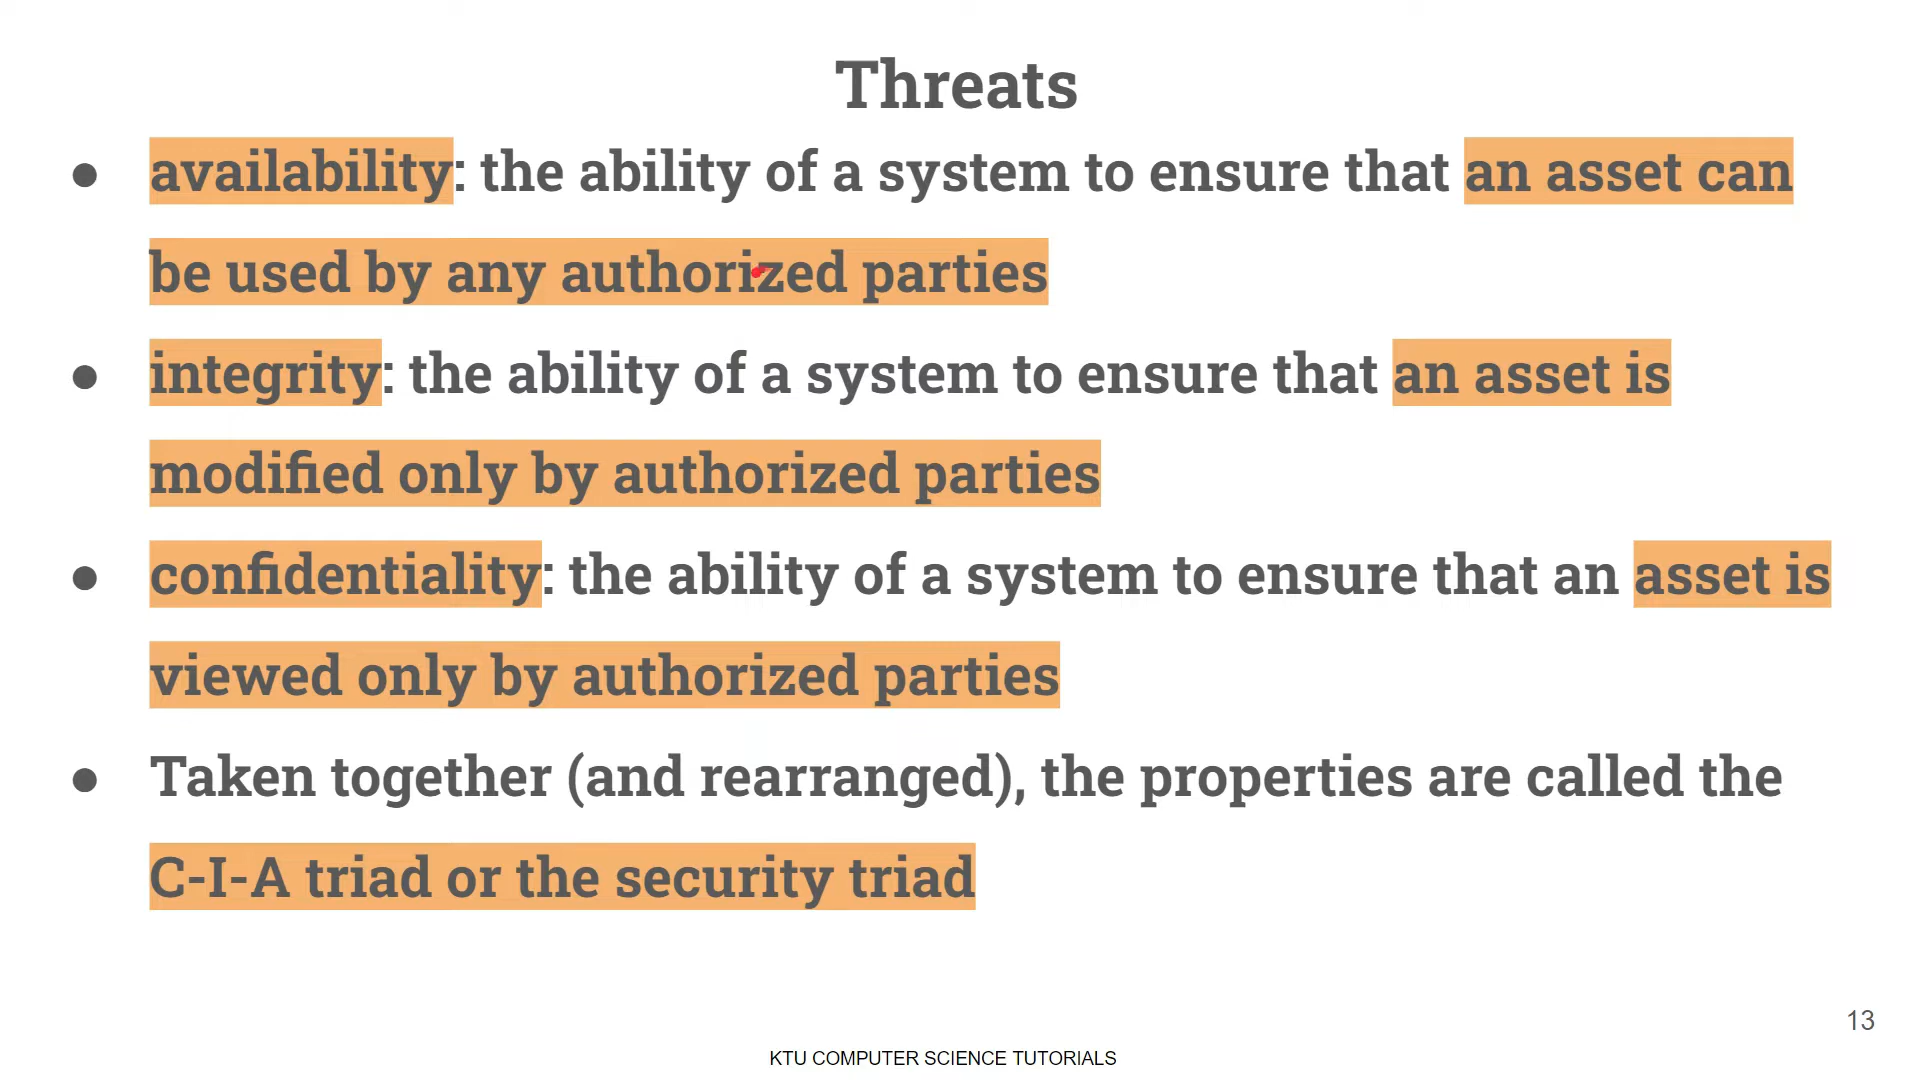 Threats
● availability: the ability of a system to ensure that an asset can
be used by any authorized parties
● integrity: the ability of a system to ensure that an asset is
modified only by authorized parties
● confidentiality: the ability of a system to ensure that an asset is
viewed only by authorized parties
● Taken together (and rearranged), the properties are called the
C-I-A triad or the security triad
13
KTU COMPUTER SCIENCE TUTORIALS